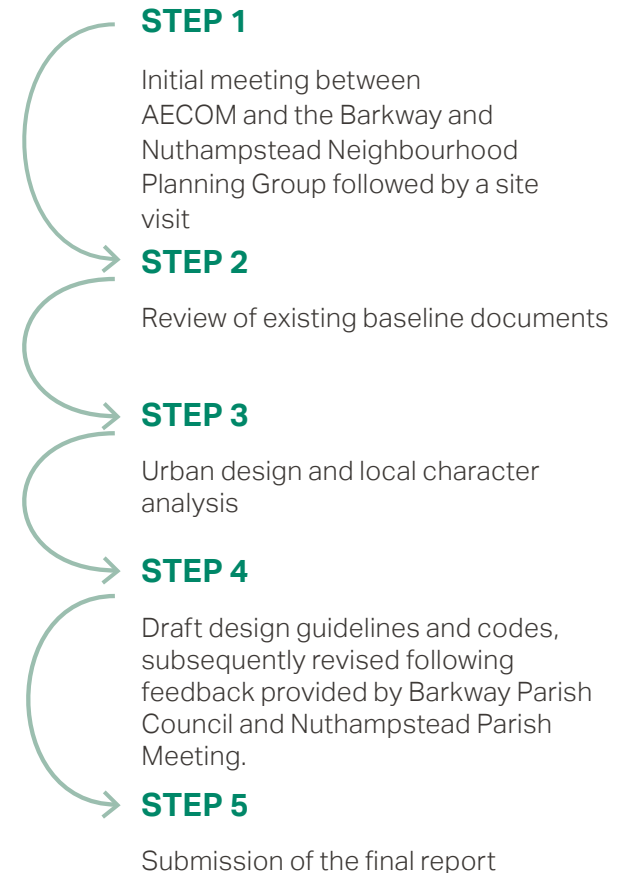 STEP 1
Initial meeting between
AECOM and the Barkway and
Nuthampstead Neighbourhood
Planning Group followed by a site
visit
STEP 2
Review of existing baseline documents
STEP 3
Urban design and local character
analysis
STEP 4
Draft design guidelines and codes,
subsequently revised following
feedback provided by Barkway Parish
Council and Nuthampstead Parish
Meeting.
STEP 5
Submission of the final report